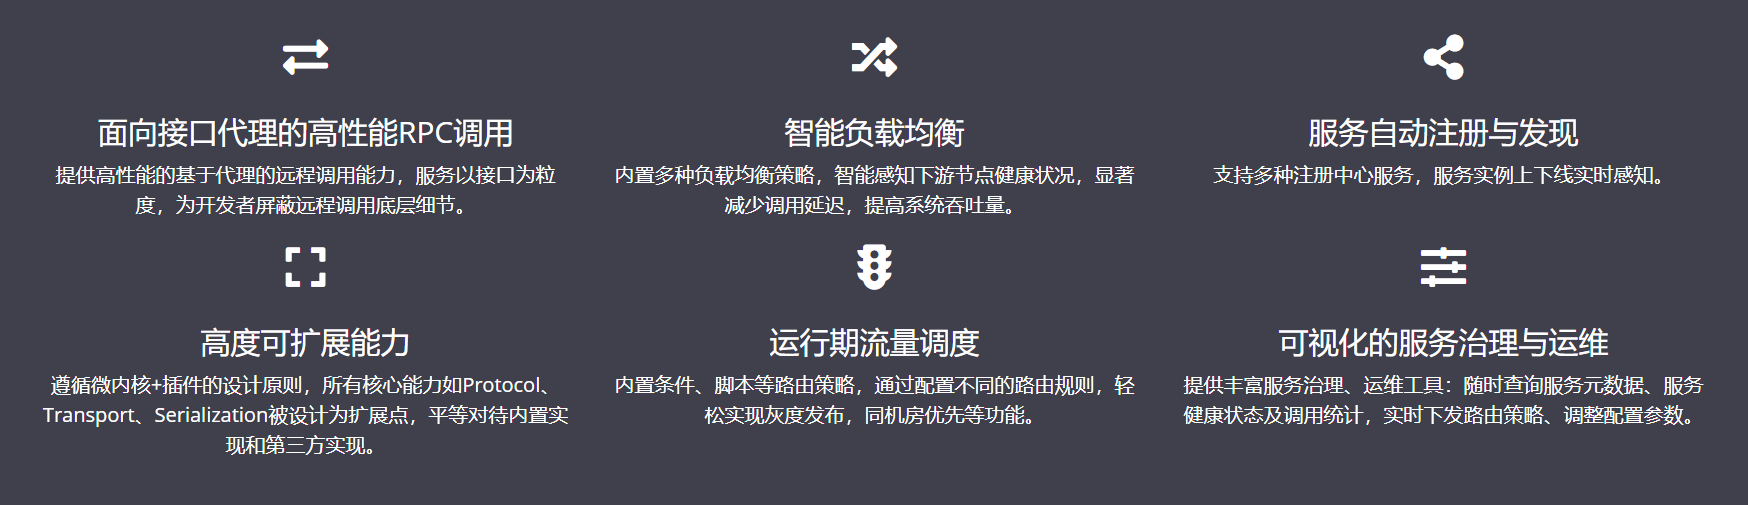 面向接口代理的高性能RPC调用
提供高性能的基于代理的远程调用能力，服务以接口为粒
度，为开发者屏蔽远程调用底层细节。
智能负载均衡
内置多种负载均衡策略，智能感知下游节点健康状况，显著
减少调用延迟，提高系统吞吐量。
服务自动注册与发现
支持多种注册中心服务，服务实例上下线实时感知。
高度可扩展能力
遵循微内核+插件的设计原则，所有核心能力如Protocol、
Transport、Serialization被设计为扩展点，平等对待内置实
现和第三方实现。
运行期流量调度
内置条件、脚本等路由策略，通过配置不同的路由规则，轻
松实现灰度发布，同机房优先等功能。
可视化的服务治理与运维
提供丰富服务治理、运维工具：随时查询服务元数据、服务
健康状态及调用统计，实时下发路由策略、调整配置参数。